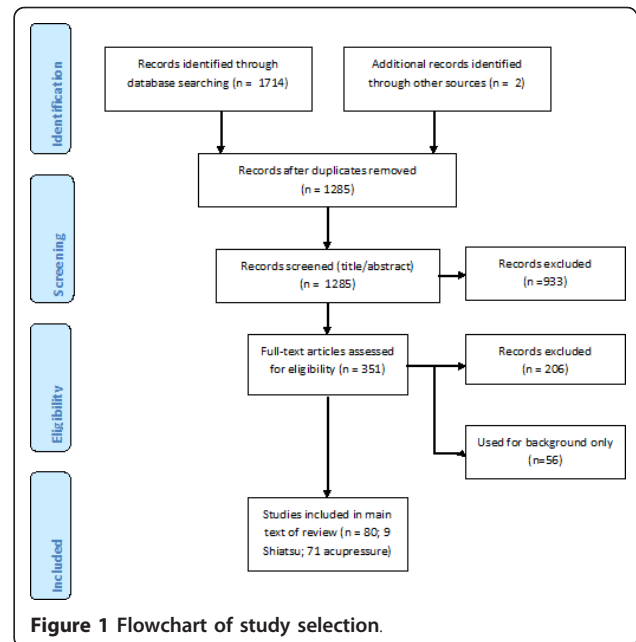 Identification
Records identified through
database searching (n = 1714)
Additional records identified
through other sources (n = 2)
Records after duplicates removed
(n = 1285)
Screening
Records screened (title/abstract)
(n = 1285)
Records excluded
(n =933)
Eligibility
Full-text articles assessed
for eligibility (n = 351)
Records excluded
(n = 206)
Used for background only
(n=56)
Included
Studies included in main
text of review (n = 80; 9
Shiatsu; 71 acupressure)
Figure 1 Flowchart of study selection.